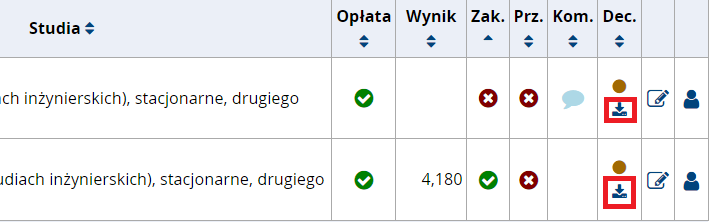 Studia Opłata Wynik Zak. Prz. Kom. Dec.
ach inżynierskich), stacjonarne, drugiego
udiach inżynierskich), stacjonarne, drugiego 4,180